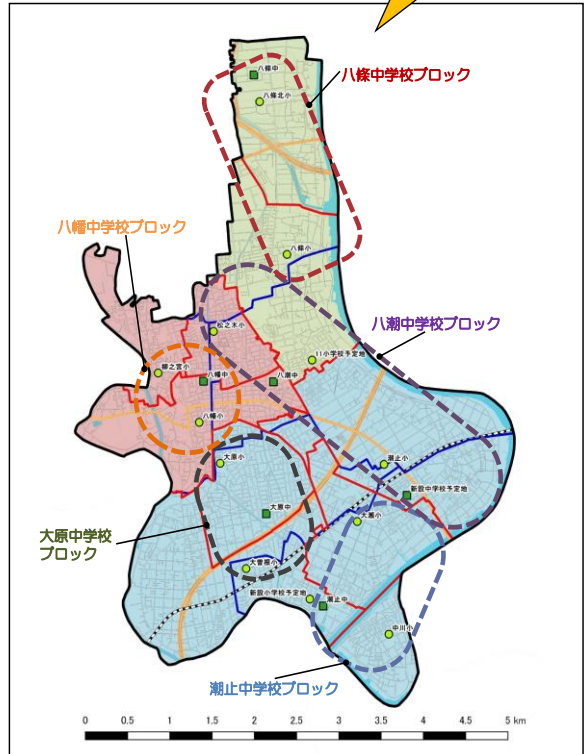 八條中学校ブロック
八條中
八條北小
八幡中学校ブロック
八條小
八潮中学校ブロック
松之木小
11小学校予定地
柳之宮小
八幡中
八潮中
八幡小
大原小
潮止小
新設中学校予定地
大原中
大瀬小
大原中学校
ブロック
大曽根小
新設小学校予定地
潮止中
中川小
潮止中学校ブロック
0 0.5 1 1.5 2 2.5 3 3.5 4 4.5 5 km